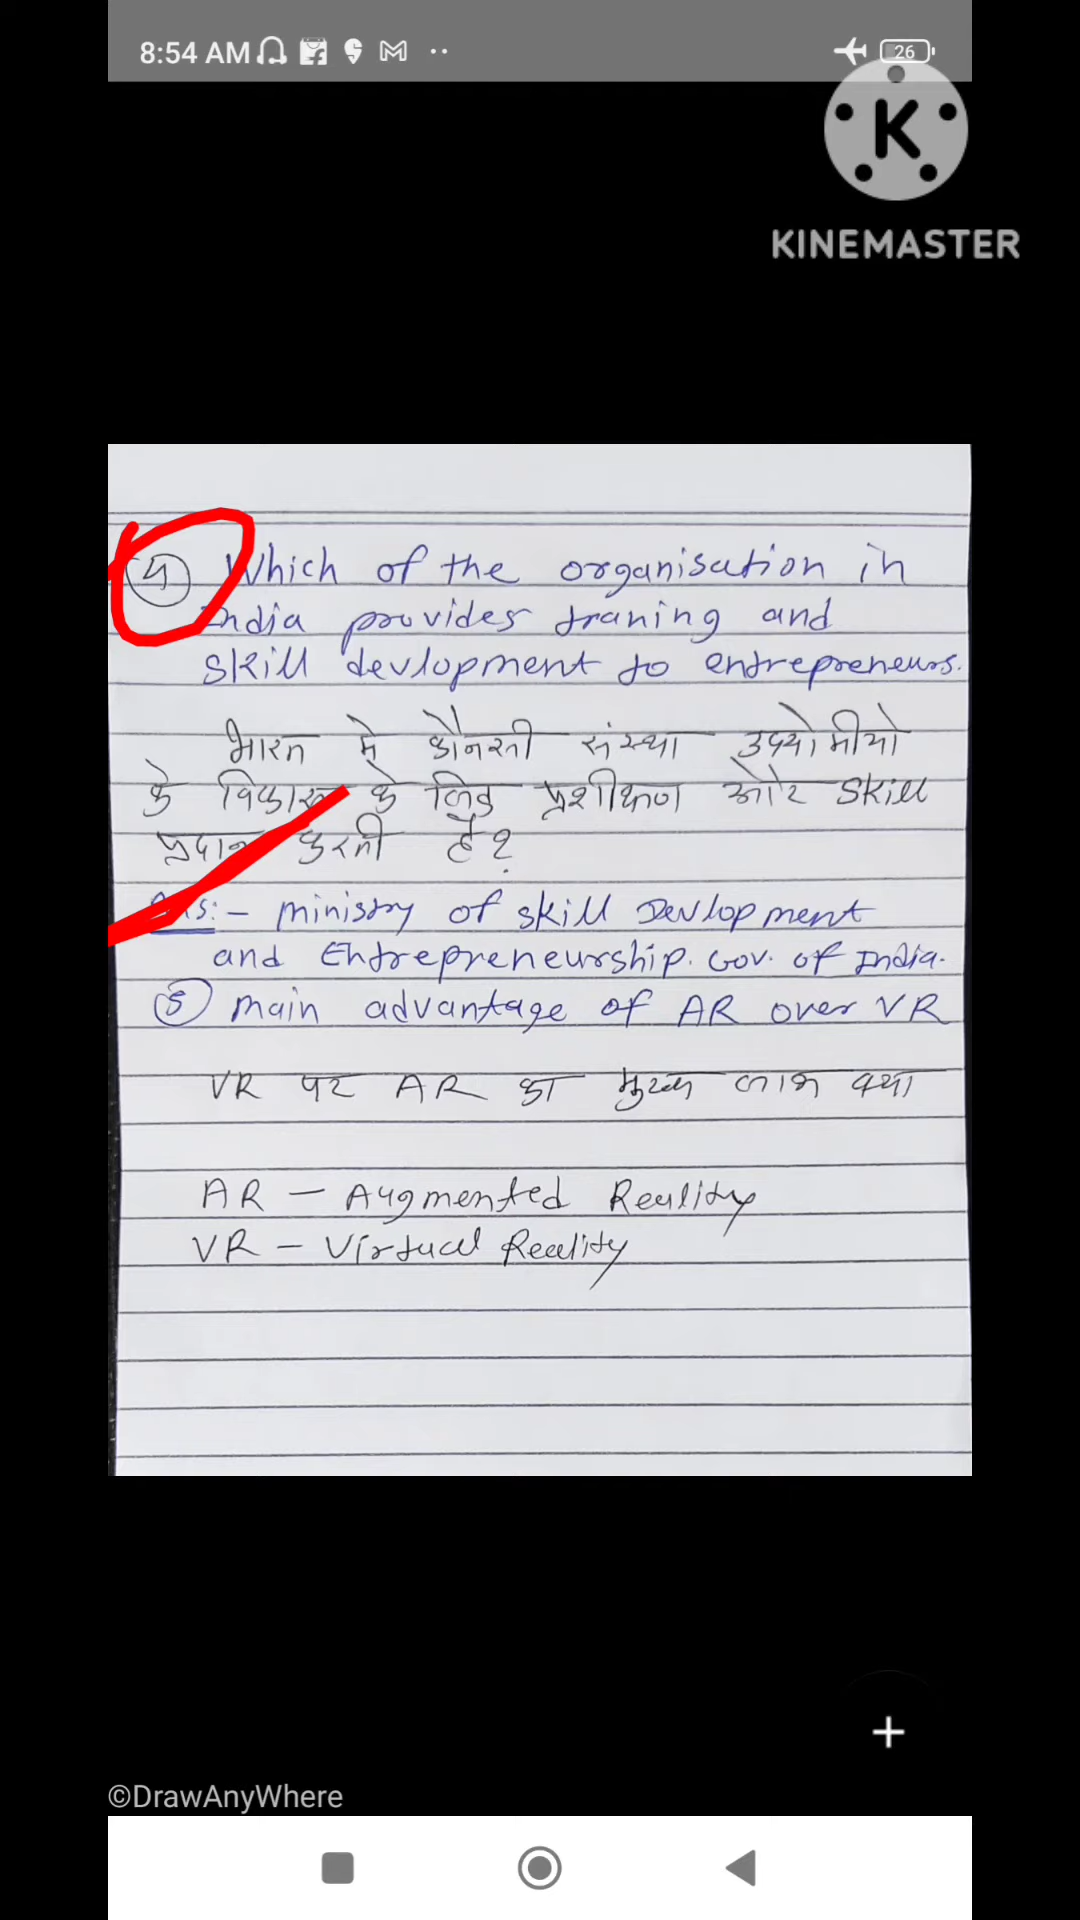 8:54 AM
26
K
KINEMASTER
4 Which of the organisation in
India provides traning and
skill devlopment to entrepreneurs.
भारत मे कौनसी संस्था उदयोमीयो
के विकास के लिए प्रशीक्षण और Skill
प्रदान करती है?
Ans:- ministry of skill Devlopment
and Entrepreneurship. Gov. of India.
5 main advantage of AR over VR
VR पर AR का मुख्य लाभ क्या
AR - Augmented Reality
VR - Virtual Reality
+
©DrawAnyWhere